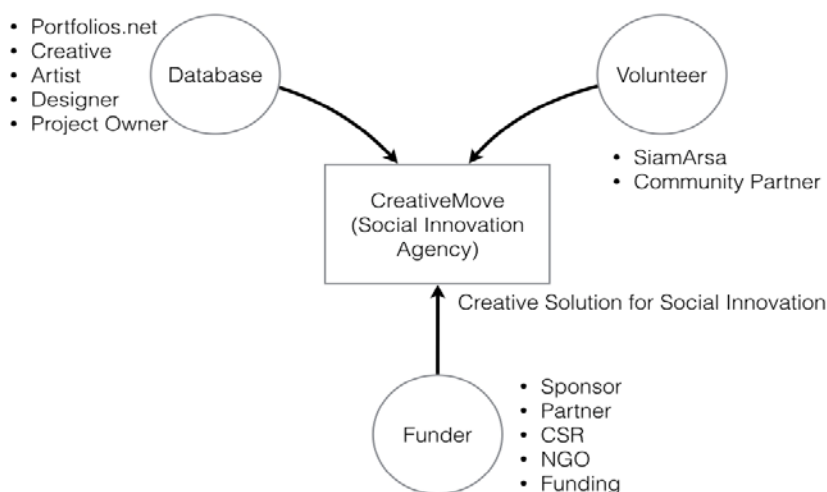 • Portfolios.net
• Creative
• Artist
• Designer
• Project Owner
Database
Volunteer
• SiamArsa
• Community Partner
CreativeMove
(Social Innovation
Agency)
Creative Solution for Social Innovation
Funder
• Sponsor
• Partner
• CSR
• NGO
• Funding